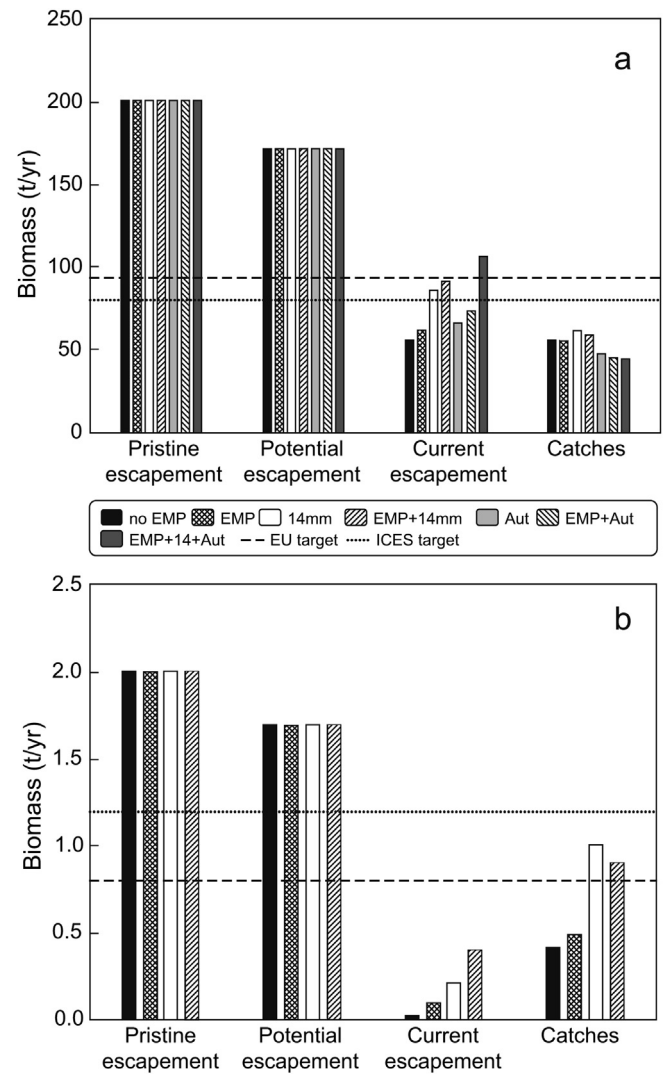 a
250
200
150
100
50
0
Biomass (t/yr)
Pristine escapement
Potential escapement
Current escapement
Catches
no EMP EMP 14mm EMP+14mm Aut EMP+Aut
EMP+14+Aut EU target ICES target
b
2.5
2.0
1.5
1.0
0.5
0.0
Biomass (t/yr)
Pristine escapement
Potential escapement
Current escapement
Catches